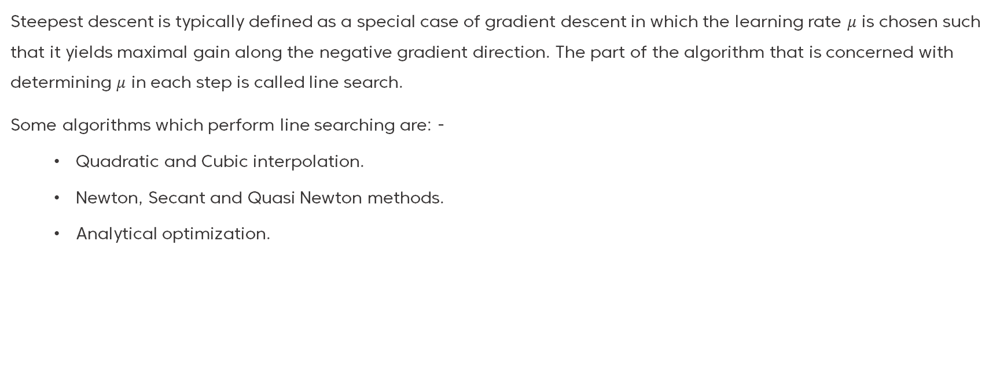 Steepest descent is typically defined as a special case of gradient descent in which the learning rate μ is chosen such
that it yields maximal gain along the negative gradient direction. The part of the algorithm that is concerned with
determining μ in each step is called line search.
Some algorithms which perform line searching are: -
• Quadratic and Cubic interpolation.
• Newton, Secant and Quasi Newton methods.
• Analytical optimization.